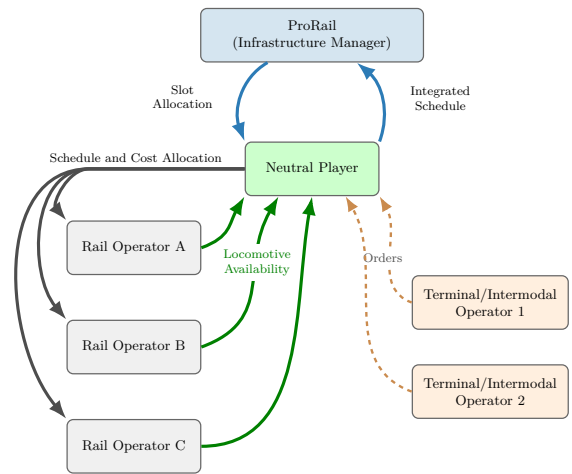 ProRail
(Infrastructure Manager)
Slot
Allocation
Integrated
Schedule
Schedule and Cost Allocation
Neutral Player
Rail Operator A
Locomotive
Availability
Orders
Terminal/Intermodal
Operator 1
Rail Operator B
Terminal/Intermodal
Operator 2
Rail Operator C